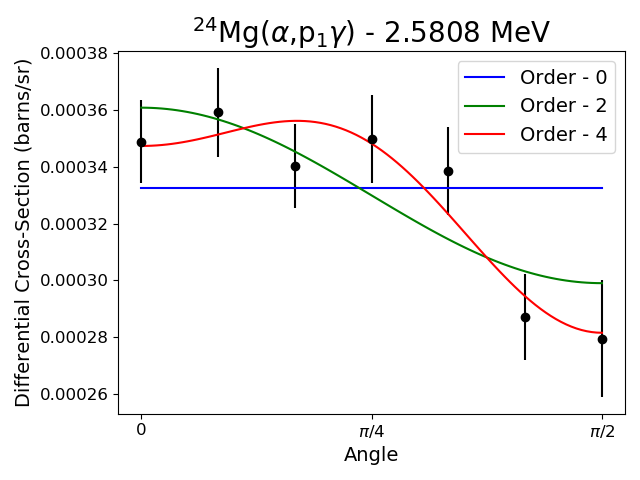 ²⁴Mg(α,p₁γ) - 2.5808 MeV
Differential Cross-Section (barns/sr)
0.00038
0.00036
0.00034
0.00032
0.00030
0.00028
0.00026
Order - 0
Order - 2
Order - 4
0
π/4
π/2
Angle